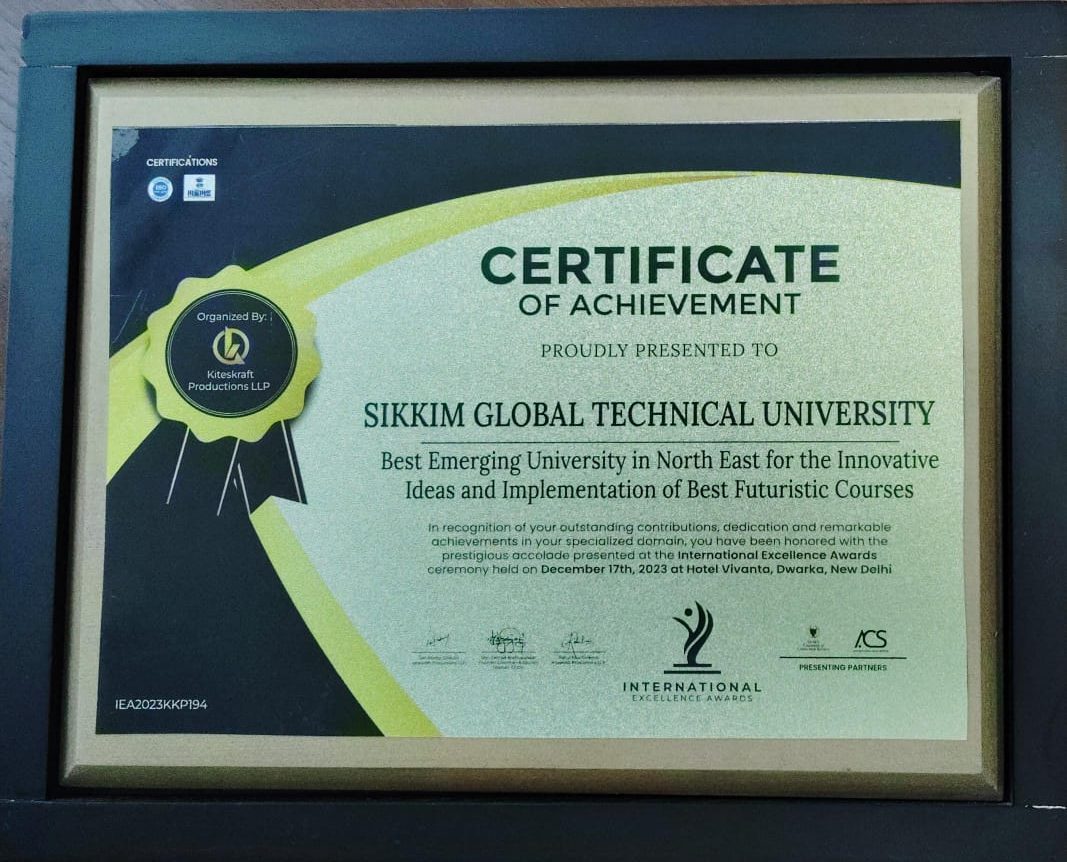 CERTIFICATIONS
ISO
Organized By:
Kiteskraft
Productions LLP
CERTIFICATE
OF ACHIEVEMENT
PROUDLY PRESENTED TO
SIKKIM GLOBAL TECHNICAL UNIVERSITY
Best Emerging University in North East for the Innovative
Ideas and Implementation of Best Futuristic Courses
In recognition of your outstanding contributions, dedication and remarkable
achievements in your specialized domain, you have been honored with the
prestigious accolade presented at the International Excellence Awards
ceremony held on December 17th, 2023 at Hotel Vivanta, Dwarka, New Delhi
INTERNATIONAL
EXCELLENCE AWARDS
ACS
PRESENTING PARTNERS
IEA2023KKP194